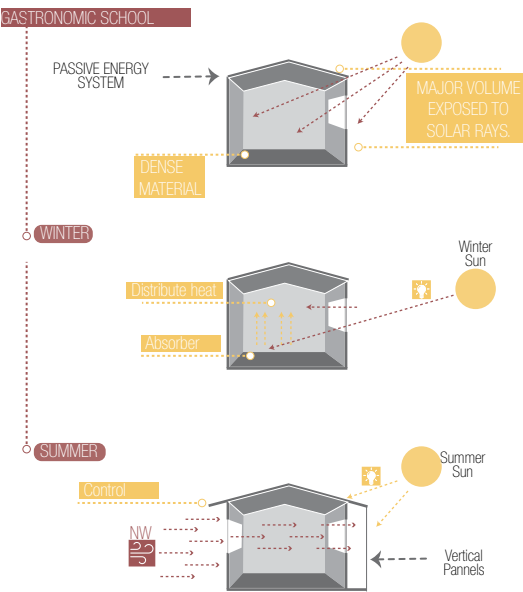 GASTRONOMIC SCHOOL
PASSIVE ENERGY
SYSTEM
MAJOR VOLUME
EXPOSED TO
SOLAR RAYS.
DENSE
MATERIAL
WINTER
Winter
Sun
Distribute heat
Absorber
SUMMER
Summer
Sun
Control
NW
Vertical
Pannels